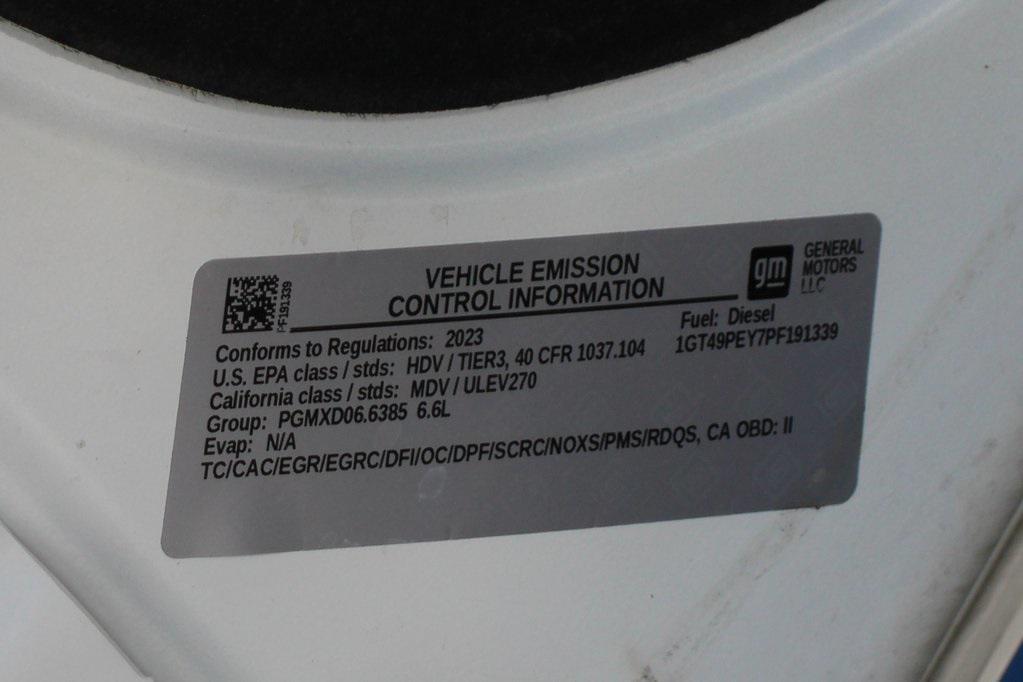 PF191339
VEHICLE EMISSION
CONTROL INFORMATION
gm
GENERAL
MOTORS
LLC
Conforms to Regulations: 2023
Fuel: Diesel
U.S. EPA class / stds: HDV / TIER3, 40 CFR 1037.104
1GT49PEY7PF191339
California class / stds: MDV / ULEV270
Group: PGMXD06.6385 6.6L
Evap: N/A
TC/CAC/EGR/EGRC/DFI/OC/DPF/SCRC/NOXS/PMS/RDQS, CA OBD: II